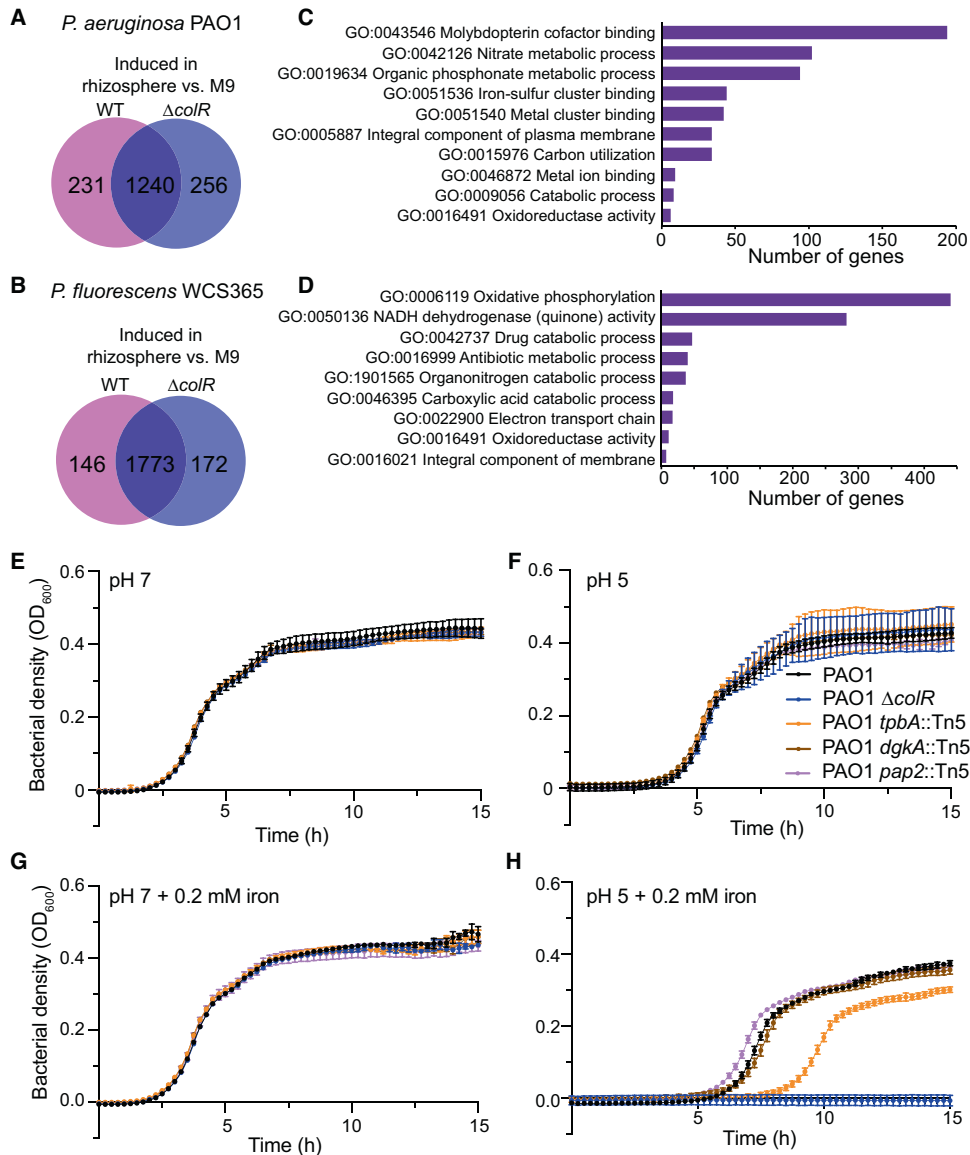 A
P. aeruginosa PAO1
Induced in
rhizosphere vs. M9
WT
ΔcolR
231
1240
256
B
P. fluorescens WCS365
Induced in
rhizosphere vs. M9
WT
ΔcolR
146
1773
172
C
GO:0043546 Molybdopterin cofactor binding
GO:0042126 Nitrate metabolic process
GO:0019634 Organic phosphonate metabolic process
GO:0051536 Iron-sulfur cluster binding
GO:0051540 Metal cluster binding
GO:0005887 Integral component of plasma membrane
GO:0015976 Carbon utilization
GO:0046872 Metal ion binding
GO:0009056 Catabolic process
GO:0016491 Oxidoreductase activity
0 50 100 150 200
Number of genes
D
GO:0006119 Oxidative phosphorylation
GO:0050136 NADH dehydrogenase (quinone) activity
GO:0042737 Drug catabolic process
GO:0016999 Antibiotic metabolic process
GO:1901565 Organonitrogen catabolic process
GO:0046395 Carboxylic acid catabolic process
GO:0022900 Electron transport chain
GO:0016491 Oxidoreductase activity
GO:0016021 Integral component of membrane
0 100 200 300 400
Number of genes
E
pH 7
Bacterial density (OD600)
0.6
0.4
0.2
0
5 10 15
Time (h)
F
pH 5
0.6
0.4
0.2
0
5 10 15
Time (h)
PAO1
PAO1 ΔcolR
PAO1 tpbA::Tn5
PAO1 dgkA::Tn5
PAO1 pap2::Tn5
G
pH 7 + 0.2 mM iron
Bacterial density (OD600)
0.6
0.4
0.2
0.0
5 10 15
Time (h)
H
pH 5 + 0.2 mM iron
0.6
0.4
0.2
0.0
5 10 15
Time (h)